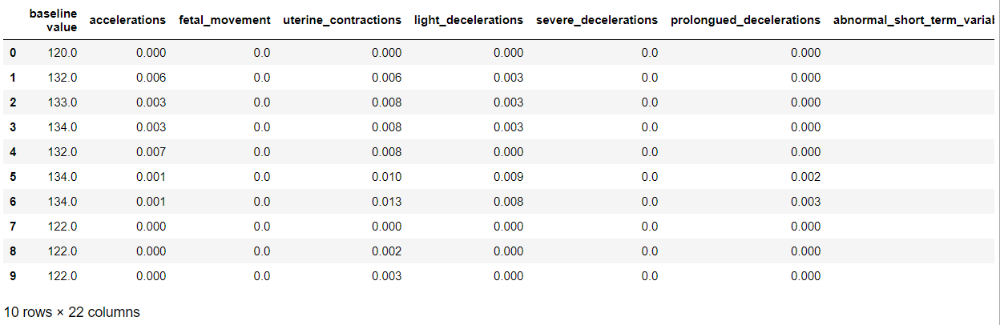 baseline value accelerations fetal_movement uterine_contractions light_decelerations severe_decelerations prolongued_decelerations abnormal_short_term_variab
0 120.0 0.000 0.0 0.000 0.000 0.0 0.000
1 132.0 0.006 0.0 0.006 0.003 0.0 0.000
2 133.0 0.003 0.0 0.008 0.003 0.0 0.000
3 134.0 0.003 0.0 0.008 0.003 0.0 0.000
4 132.0 0.007 0.0 0.008 0.000 0.0 0.000
5 134.0 0.001 0.0 0.010 0.009 0.0 0.002
6 134.0 0.001 0.0 0.013 0.008 0.0 0.003
7 122.0 0.000 0.0 0.000 0.000 0.0 0.000
8 122.0 0.000 0.0 0.002 0.000 0.0 0.000
9 122.0 0.000 0.0 0.003 0.000 0.0 0.000
10 rows × 22 columns